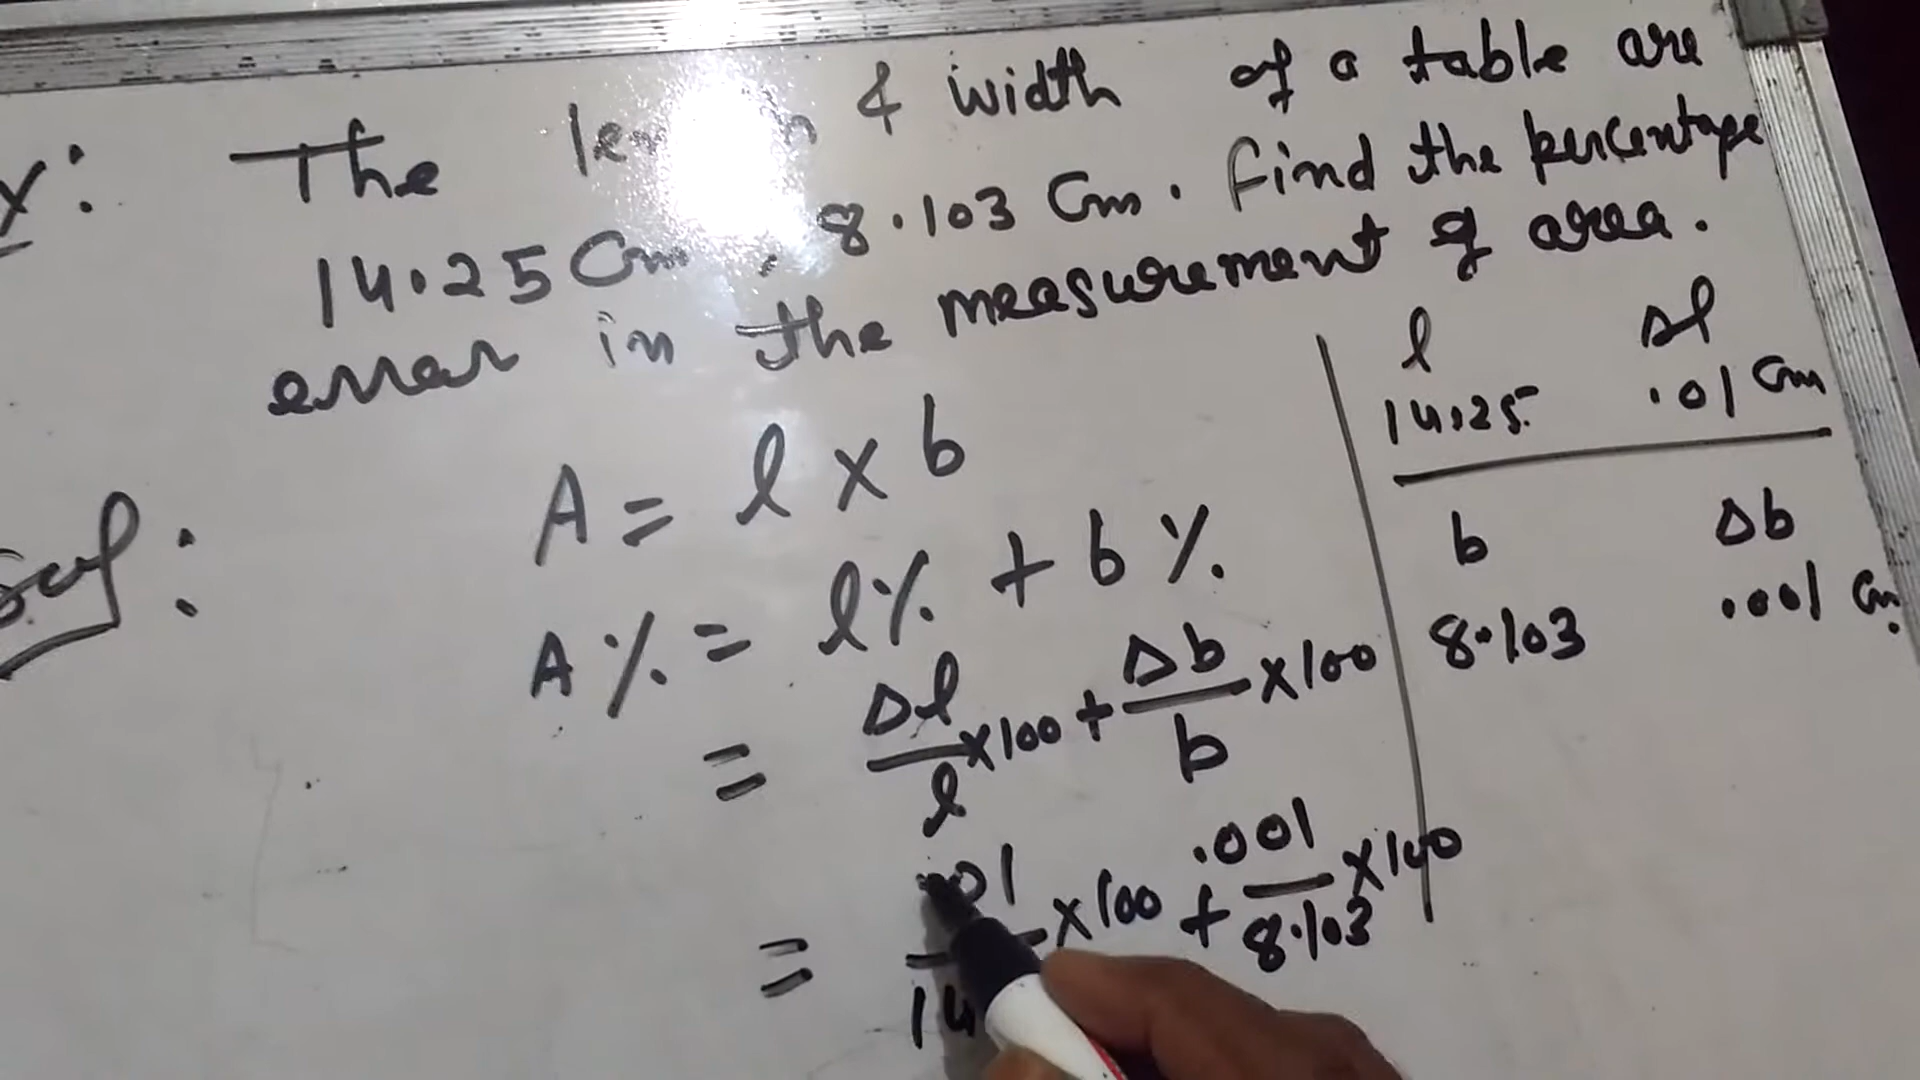 The & width of a table are
14.25 Cm, 8.103 Cm. find the percentage
error in the measurement of area.
l Δl
14.25 .01 Cm
A = l × b
b Δb
8.103 .001 Cm.
Sol:
A% = l% + b%
= Δl/l ×100 + Δb/b ×100
= .01/14 ×100 + .001/8.103 ×100